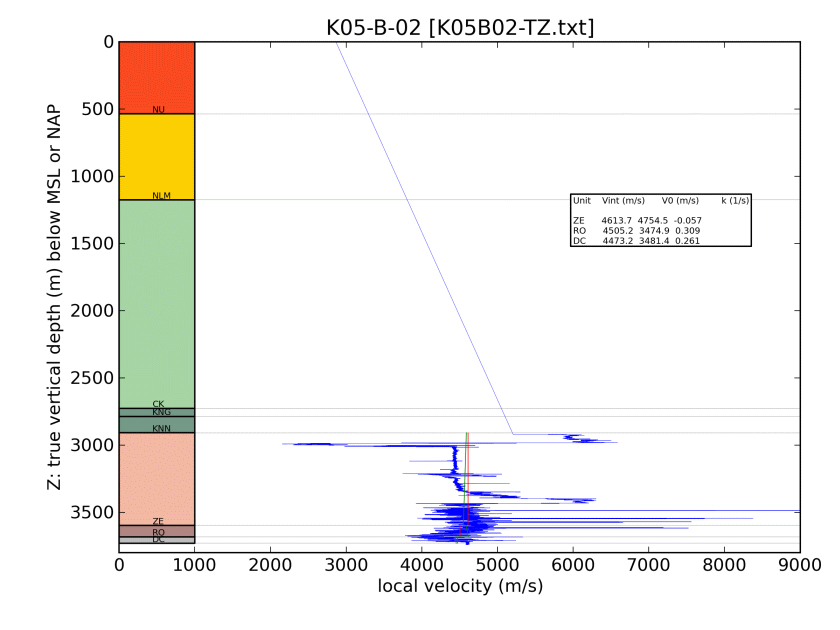 K05-B-02 [K05B02-TZ.txt]
0
500
1000
1500
2000
2500
3000
3500
Z: true vertical depth (m) below MSL or NAP
NU
NLM
CK
KNG
KNN
ZE
RO
DC
Unit Vint (m/s) V0 (m/s) k (1/s)
ZE 4613.7 4754.5 -0.057
RO 4505.2 3474.9 0.309
DC 4473.2 3481.4 0.261
0 1000 2000 3000 4000 5000 6000 7000 8000 9000
local velocity (m/s)